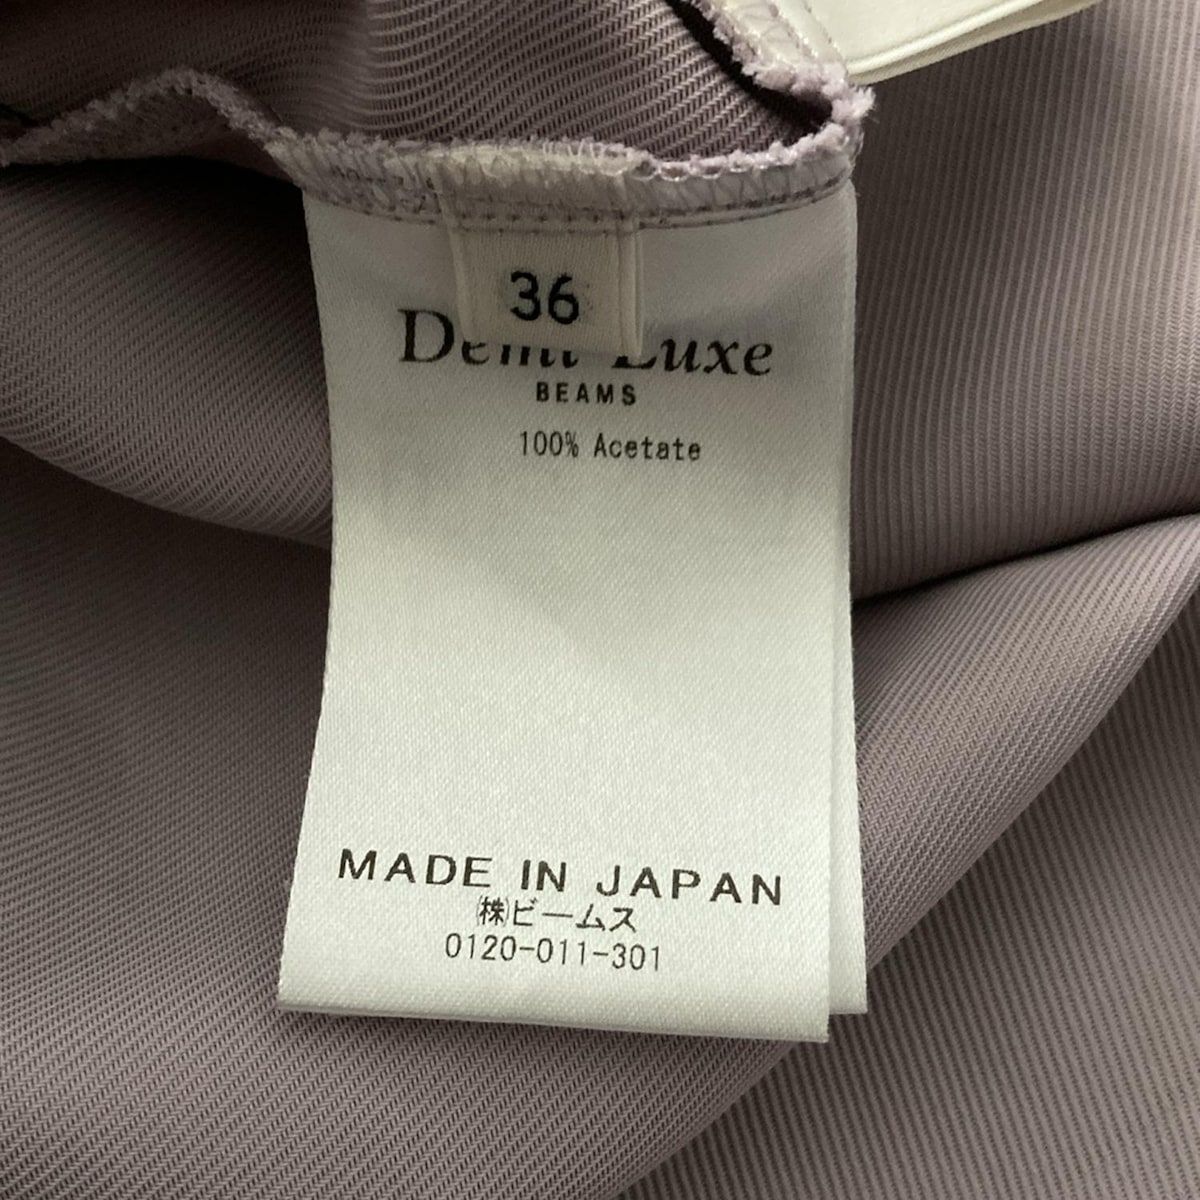 36
Demi Luxe
BEAMS
100% Acetate
MADE IN JAPAN
㈱ビームス
0120-011-301